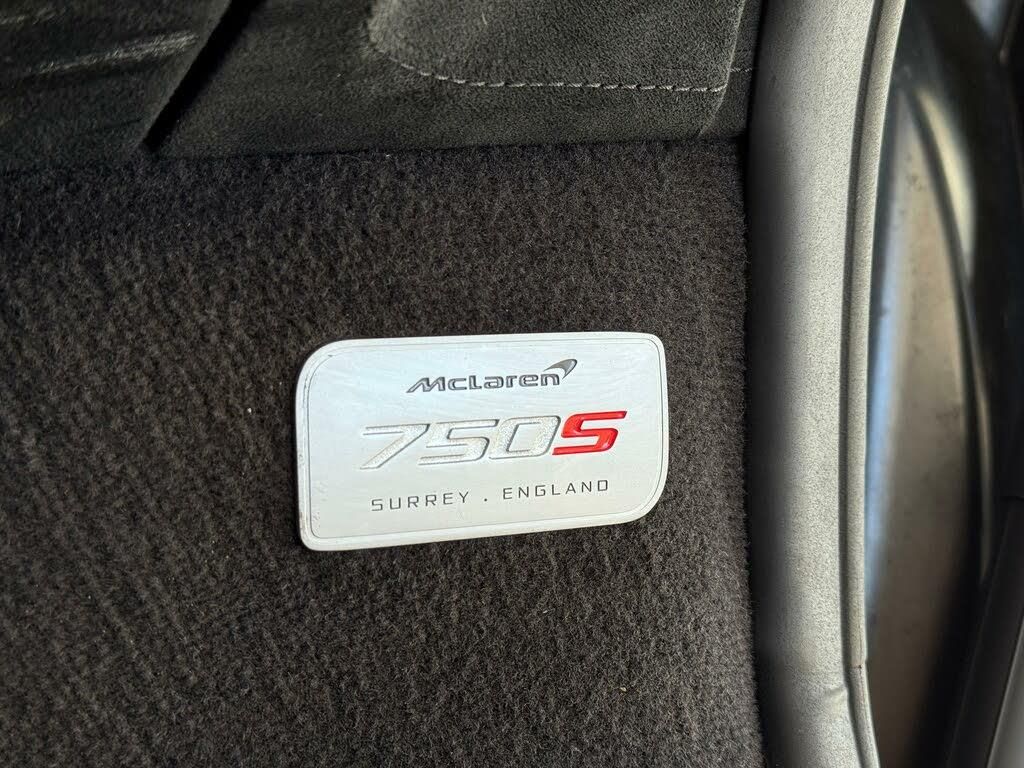 McLaren
750S
SURREY . ENGLAND